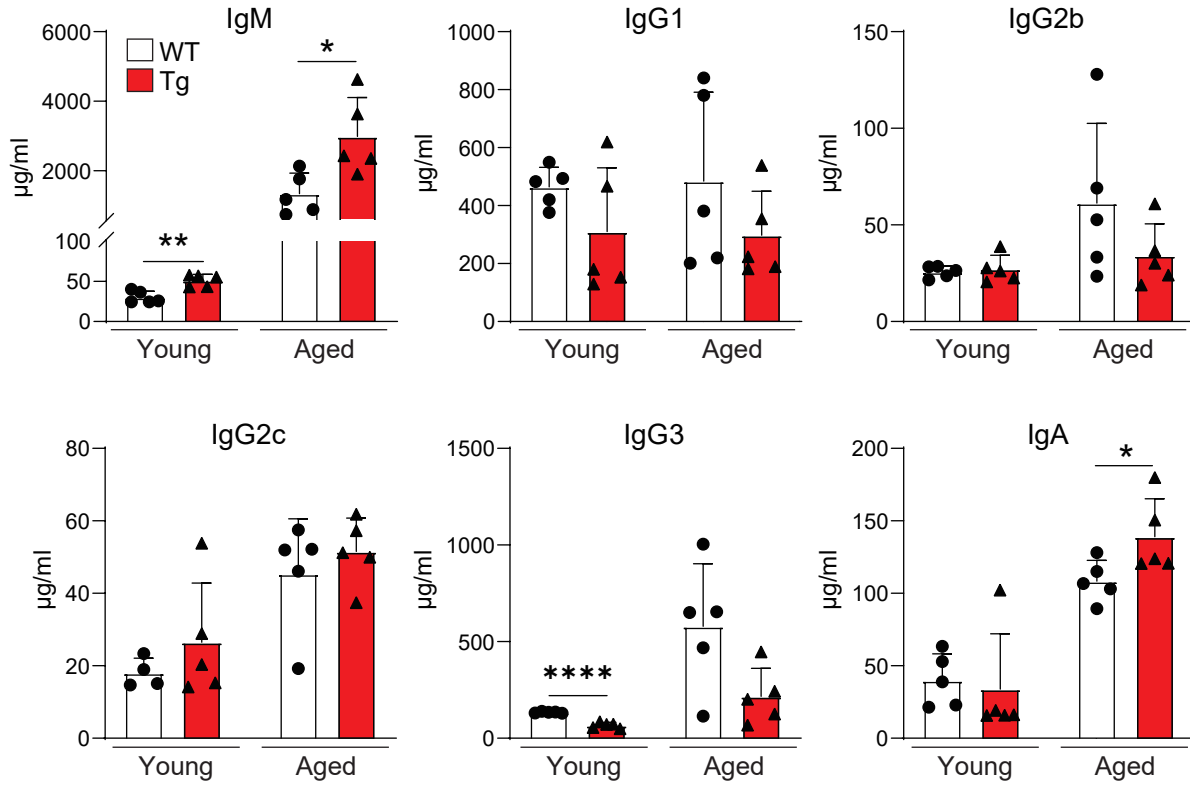 IgM
IgG1
IgG2b
WT
Tg
µg/ml
6000
4000
2000
100
50
0
**
*
Young
Aged
µg/ml
1000
800
600
400
200
0
Young
Aged
µg/ml
150
100
50
0
Young
Aged
IgG2c
IgG3
IgA
µg/ml
80
60
40
20
0
Young
Aged
µg/ml
1500
1000
500
0
****
Young
Aged
µg/ml
200
150
100
50
0
*
Young
Aged